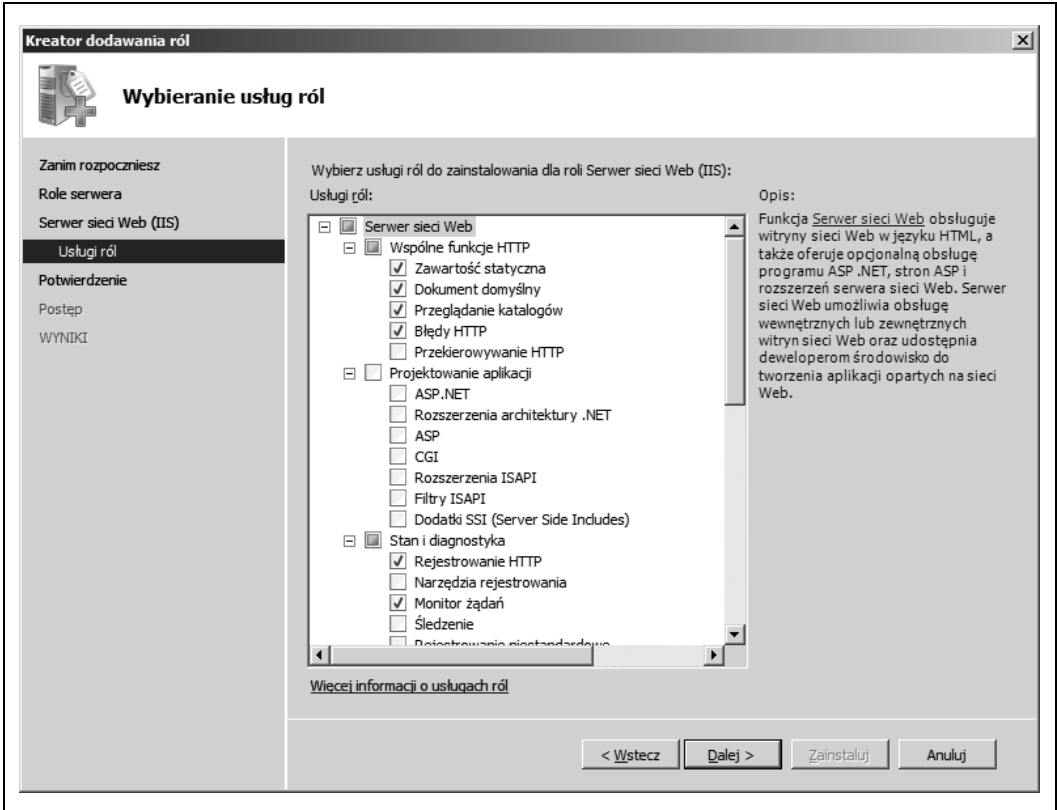 Kreator dodawania ról
Wybieranie usług ról
Zanim rozpoczniesz
Role serwera
Serwer sieci Web (IIS)
Usługi ról
Potwierdzenie
Postęp
WYNIKI
Wybierz usługi ról do zainstalowania dla roli Serwer sieci Web (IIS):
Usługi ról:
Serwer sieci Web
Wspólne funkcje HTTP
Zawartość statyczna
Dokument domyślny
Przeglądanie katalogów
Błędy HTTP
Przekierowywanie HTTP
Projektowanie aplikacji
ASP.NET
Rozszerzenia architektury .NET
ASP
CGI
Rozszerzenia ISAPI
Filtry ISAPI
Dodatki SSI (Server Side Includes)
Stan i diagnostyka
Rejestrowanie HTTP
Narzędzia rejestrowania
Monitor żądań
Śledzenie
Rejestrowanie niestandardowe
Więcej informacji o usługach ról
Opis:
Funkcja Serwer sieci Web obsługuje
witryny sieci Web w języku HTML, a
także oferuje opcjonalną obsługę
programu ASP .NET, stron ASP i
rozszerzeń serwera sieci Web. Serwer
sieci Web umożliwia obsługę
wewnętrznych lub zewnętrznych
witryn sieci Web oraz udostępnia
deweloperom środowisko do
tworzenia aplikacji opartych na sieci
Web.
< Wstecz
Dalej >
Zainstaluj
Anuluj